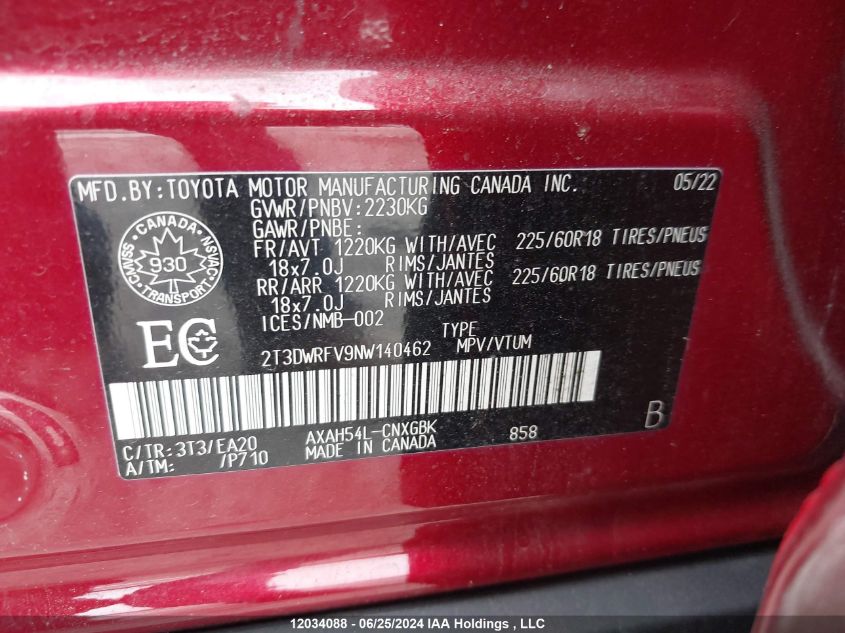 MFD.BY:TOYOTA MOTOR MANUFACTURING CANADA INC. 05/22
GVWR/PNBV:2230KG
GAWR/PNBE:
FR/AVT 1220KG WITH/AVEC 225/60R18 TIRES/PNEUS
18x7.0J RIMS/JANTES
RR/ARR 1220KG WITH/AVEC 225/60R18 TIRES/PNEUS
18x7.0J RIMS/JANTES
ICES/NMB-002
CANADA
CMVSS 930 NSVAC
TRANSPORT
EC
TYPE
2T3DWRFV9NW140462 MPV/VTUM
B
C/TR:3T3/EA20 AXAH54L-CNXGBK 858
A/TM: /P710 MADE IN CANADA
12034088 - 06/25/2024 IAA Holdings , LLC